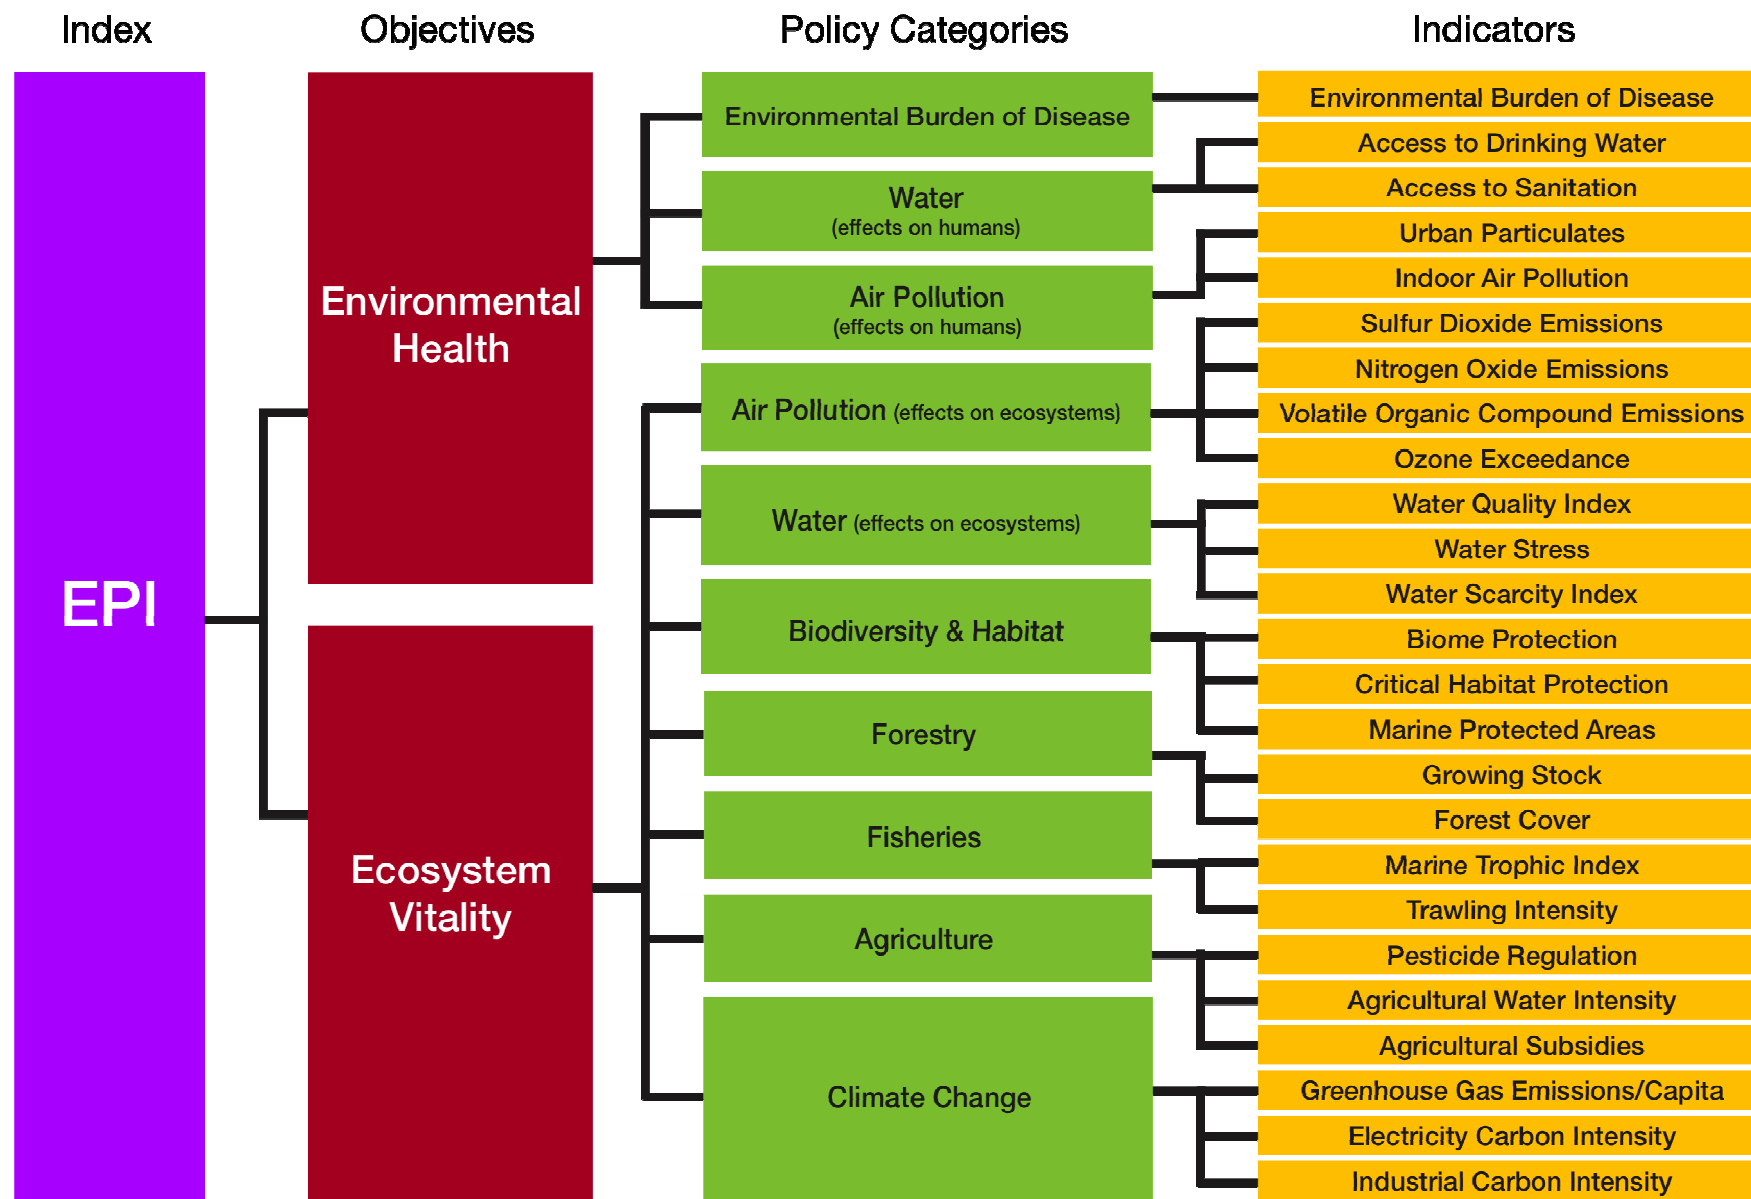 Index
Objectives
Policy Categories
Indicators
EPI
Environmental
Health
Ecosystem
Vitality
Environmental Burden of Disease
Water
(effects on humans)
Air Pollution
(effects on humans)
Air Pollution (effects on ecosystems)
Water (effects on ecosystems)
Biodiversity & Habitat
Forestry
Fisheries
Agriculture
Climate Change
Environmental Burden of Disease
Access to Drinking Water
Access to Sanitation
Urban Particulates
Indoor Air Pollution
Sulfur Dioxide Emissions
Nitrogen Oxide Emissions
Volatile Organic Compound Emissions
Ozone Exceedance
Water Quality Index
Water Stress
Water Scarcity Index
Biome Protection
Critical Habitat Protection
Marine Protected Areas
Growing Stock
Forest Cover
Marine Trophic Index
Trawling Intensity
Pesticide Regulation
Agricultural Water Intensity
Agricultural Subsidies
Greenhouse Gas Emissions/Capita
Electricity Carbon Intensity
Industrial Carbon Intensity